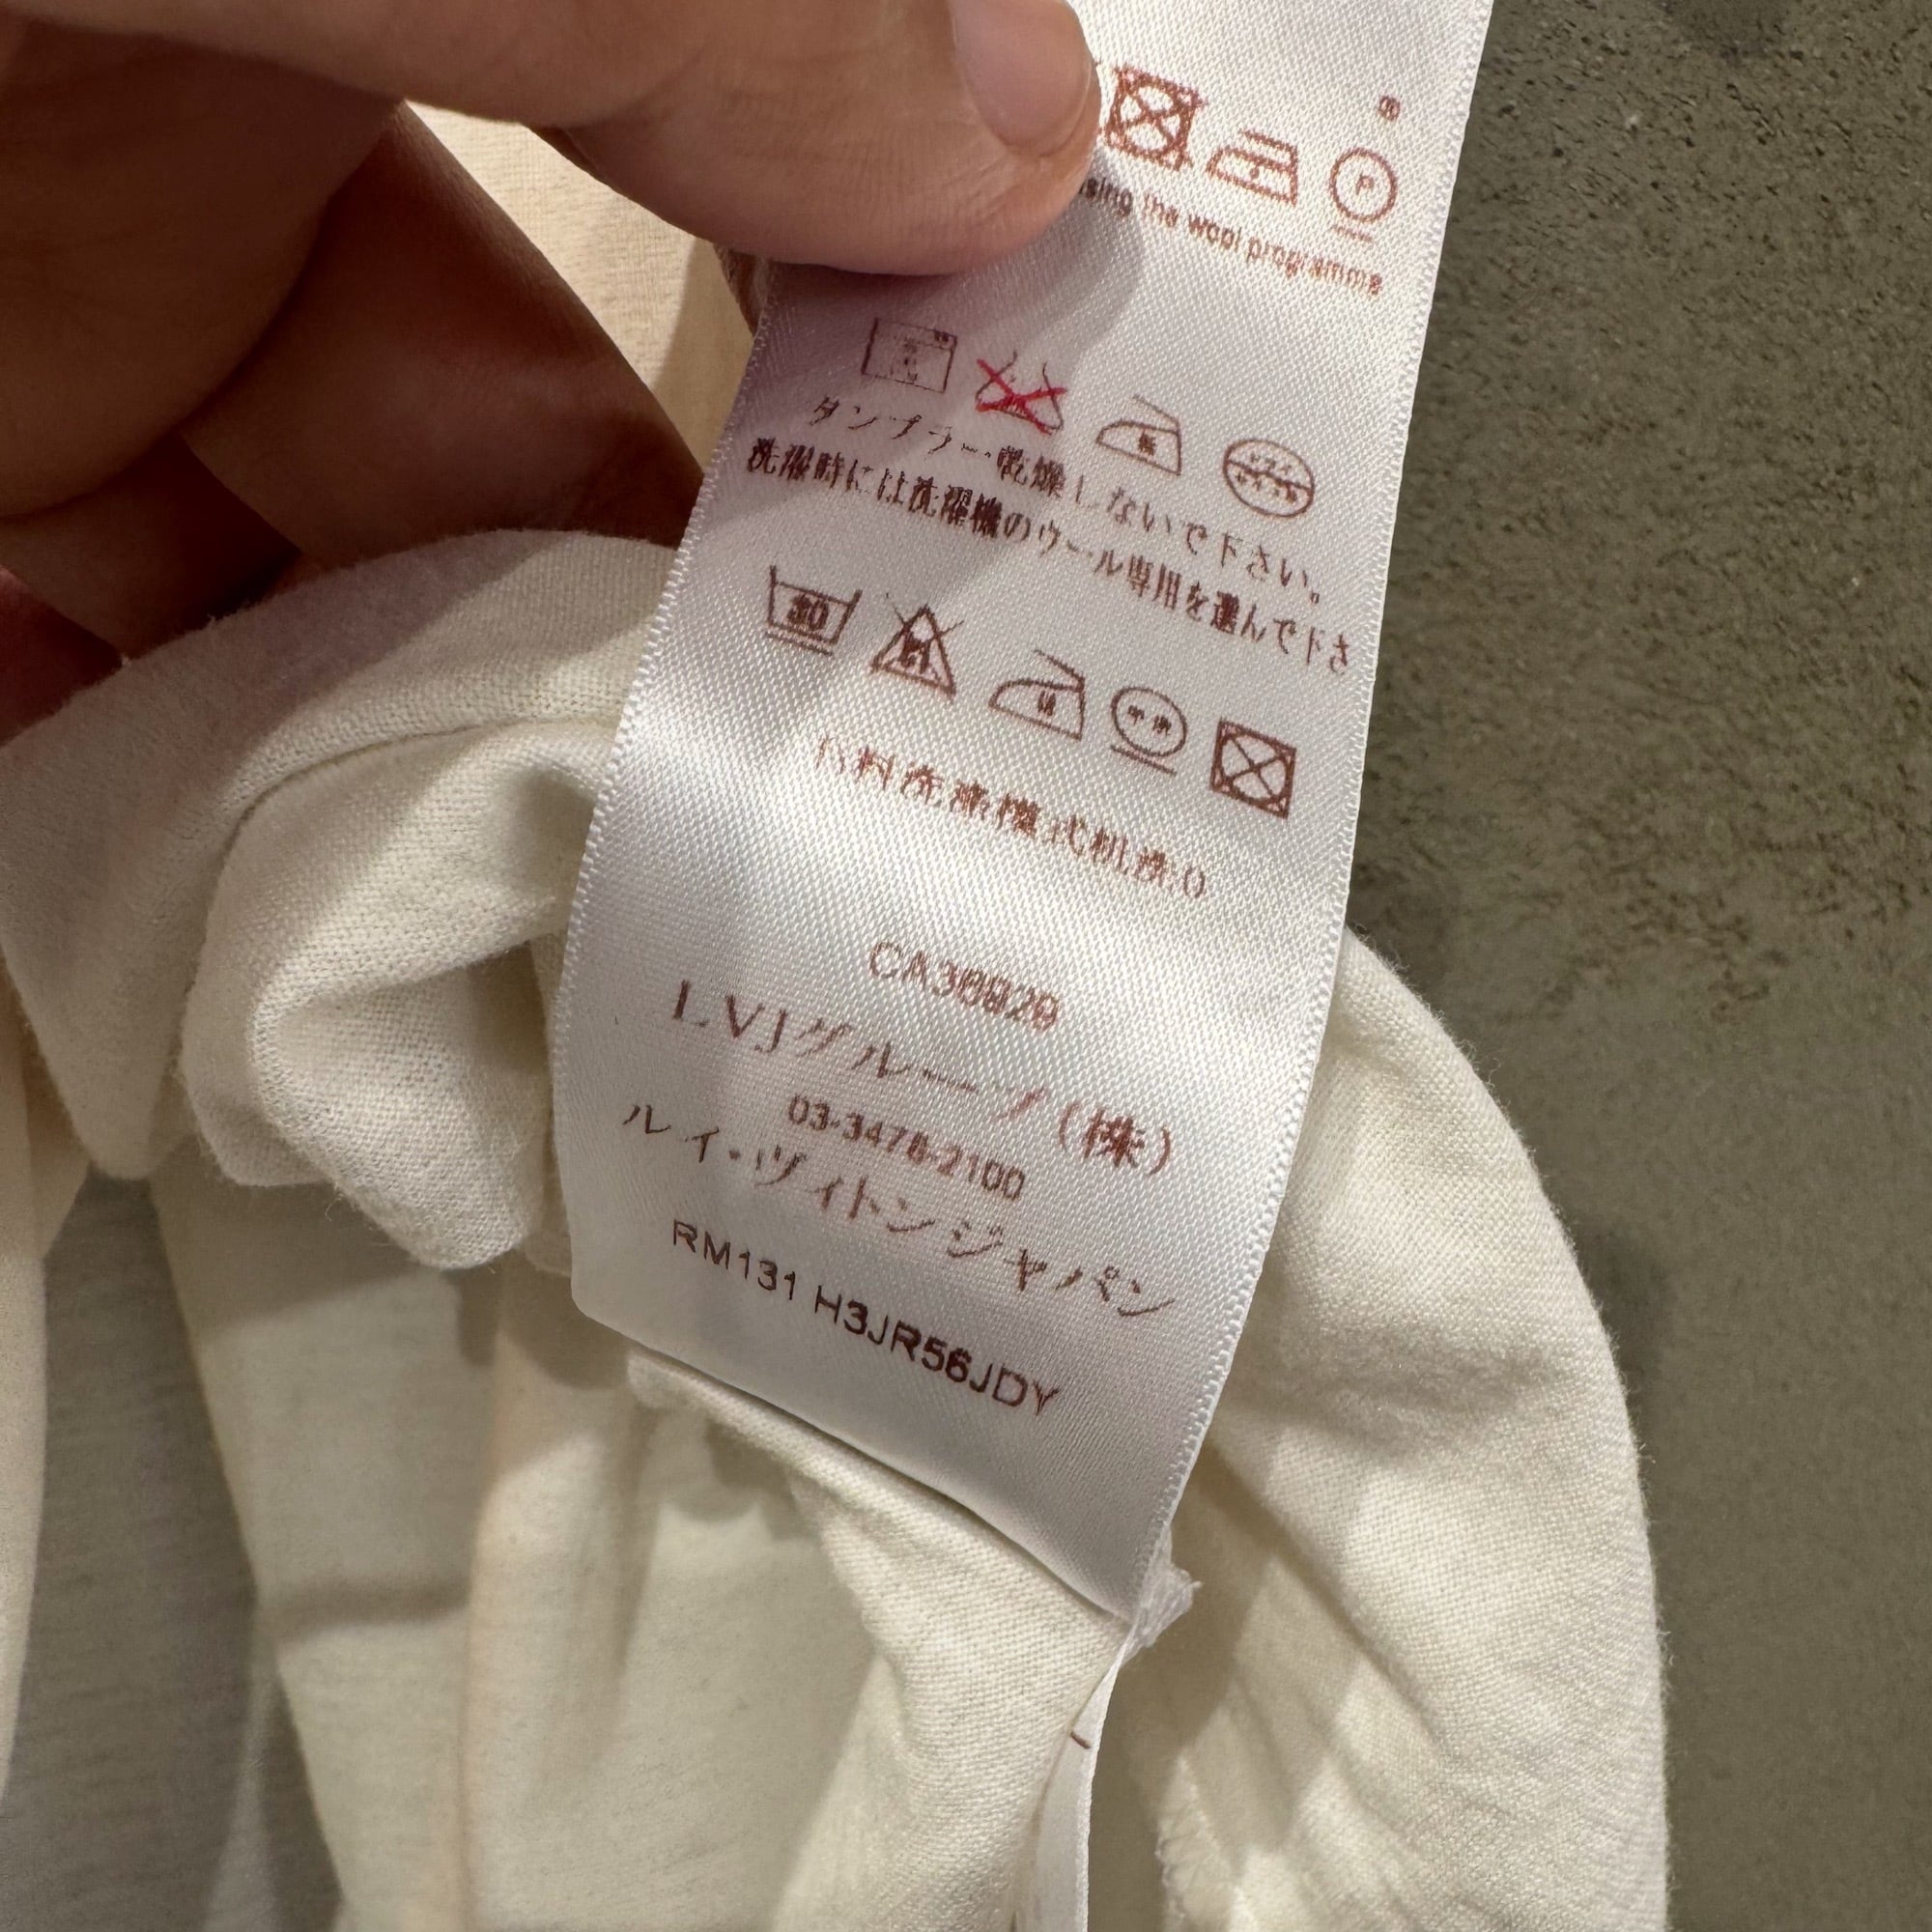 ®
P
using the wool programme
タンブラー乾燥しないで下さい。
洗濯時には洗濯機のウール専用を選んで下さ
30
CA36929
LVJグループ(株)
03-3478-2100
ルイ・ヴィトンジャパン
RM131 H3JR56JDY